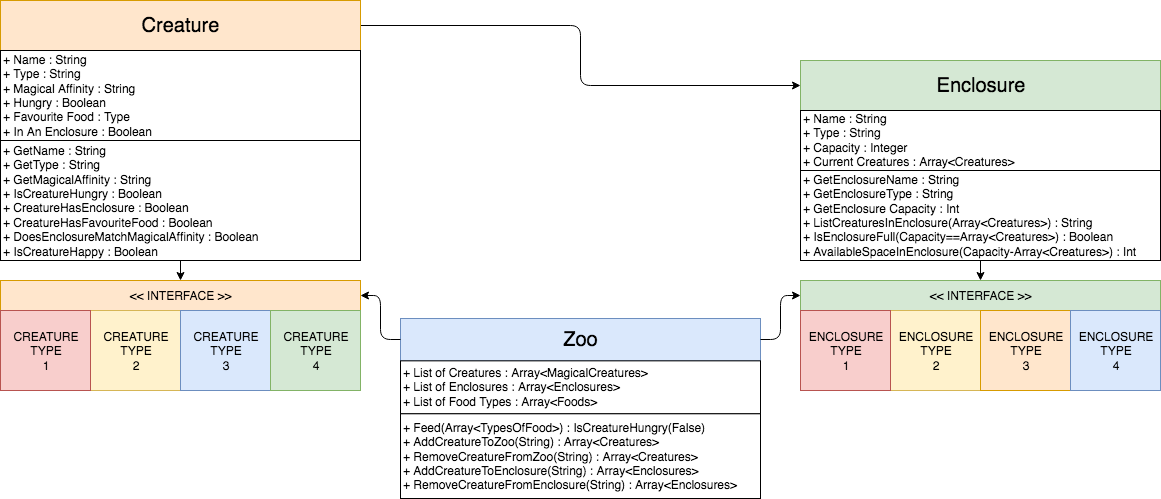 Creature
+ Name : String
+ Type : String
+ Magical Affinity : String
+ Hungry : Boolean
+ Favourite Food : Type
+ In An Enclosure : Boolean
+ GetName : String
+ GetType : String
+ GetMagicalAffinity : String
+ IsCreatureHungry : Boolean
+ CreatureHasEnclosure : Boolean
+ CreatureHasFavouriteFood : Boolean
+ DoesEnclosureMatchMagicalAffinity : Boolean
+ IsCreatureHappy : Boolean
<< INTERFACE >>
CREATURE
TYPE
1
CREATURE
TYPE
2
CREATURE
TYPE
3
CREATURE
TYPE
4
Zoo
+ List of Creatures : Array<MagicalCreatures>
+ List of Enclosures : Array<Enclosures>
+ List of Food Types : Array<Foods>
+ Feed(Array<TypesOfFood>) : IsCreatureHungry(False)
+ AddCreatureToZoo(String) : Array<Creatures>
+ RemoveCreatureFromZoo(String) : Array<Creatures>
+ AddCreatureToEnclosure(String) : Array<Enclosures>
+ RemoveCreatureFromEnclosure(String) : Array<Enclosures>
Enclosure
+ Name : String
+ Type : String
+ Capacity : Integer
+ Current Creatures : Array<Creatures>
+ GetEnclosureName : String
+ GetEnclosureType : String
+ GetEnclosure Capacity : Int
+ ListCreaturesInEnclosure(Array<Creatures>) : String
+ IsEnclosureFull(Capacity==Array<Creatures>) : Boolean
+ AvailableSpaceInEnclosure(Capacity-Array<Creatures>) : Int
<< INTERFACE >>
ENCLOSURE
TYPE
1
ENCLOSURE
TYPE
2
ENCLOSURE
TYPE
3
ENCLOSURE
TYPE
4